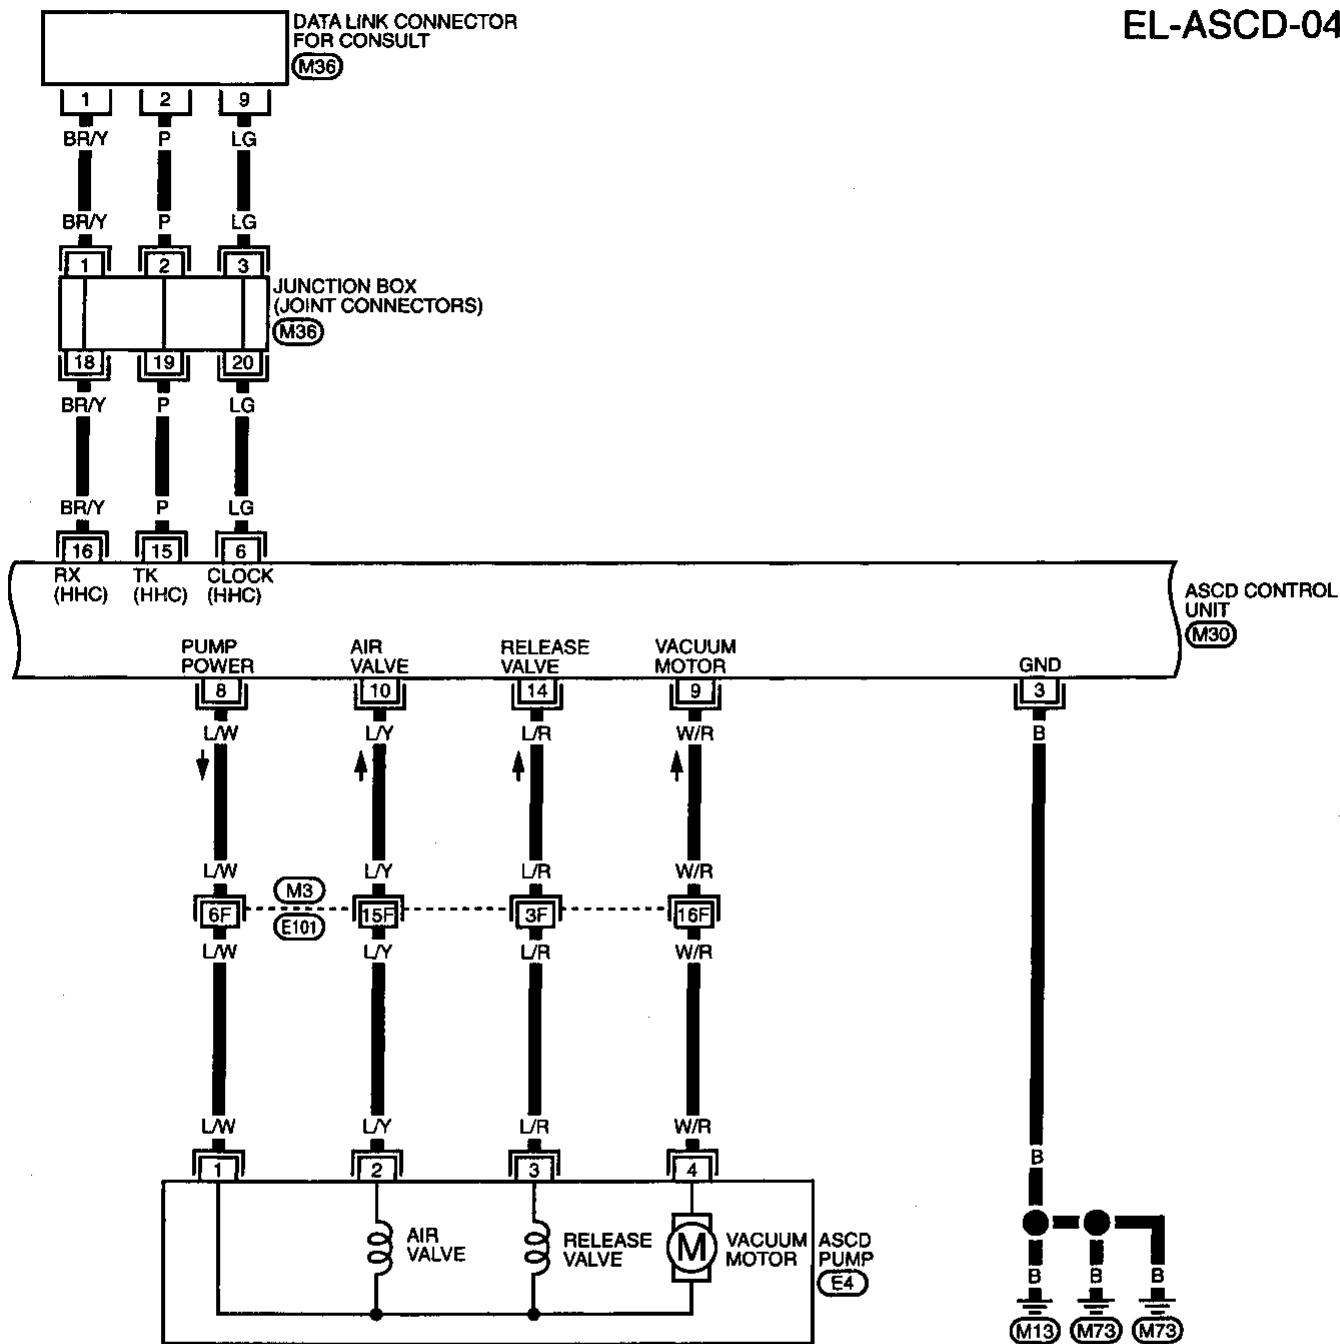 EL-ASCD-04
DATA LINK CONNECTOR
FOR CONSULT
M36
1 2 9
BR/Y P LG
BR/Y P LG
1 2 3
JUNCTION BOX
(JOINT CONNECTORS)
M36
18 19 20
BR/Y P LG
BR/Y P LG
16 15 6
RX TK CLOCK
(HHC) (HHC) (HHC)
ASCD CONTROL
UNIT
M30
PUMP
POWER
AIR
VALVE
RELEASE
VALVE
VACUUM
MOTOR
GND
8 10 14 9 3
L/W L/Y L/R W/R B
L/W L/Y L/R W/R
M3
6F 15F 3F 16F
E101
L/W L/Y L/R W/R
L/W L/Y L/R W/R
B
1 2 3 4
AIR
VALVE
RELEASE
VALVE
M
VACUUM
MOTOR
ASCD
PUMP
E4
B B B
M13 M73 M73